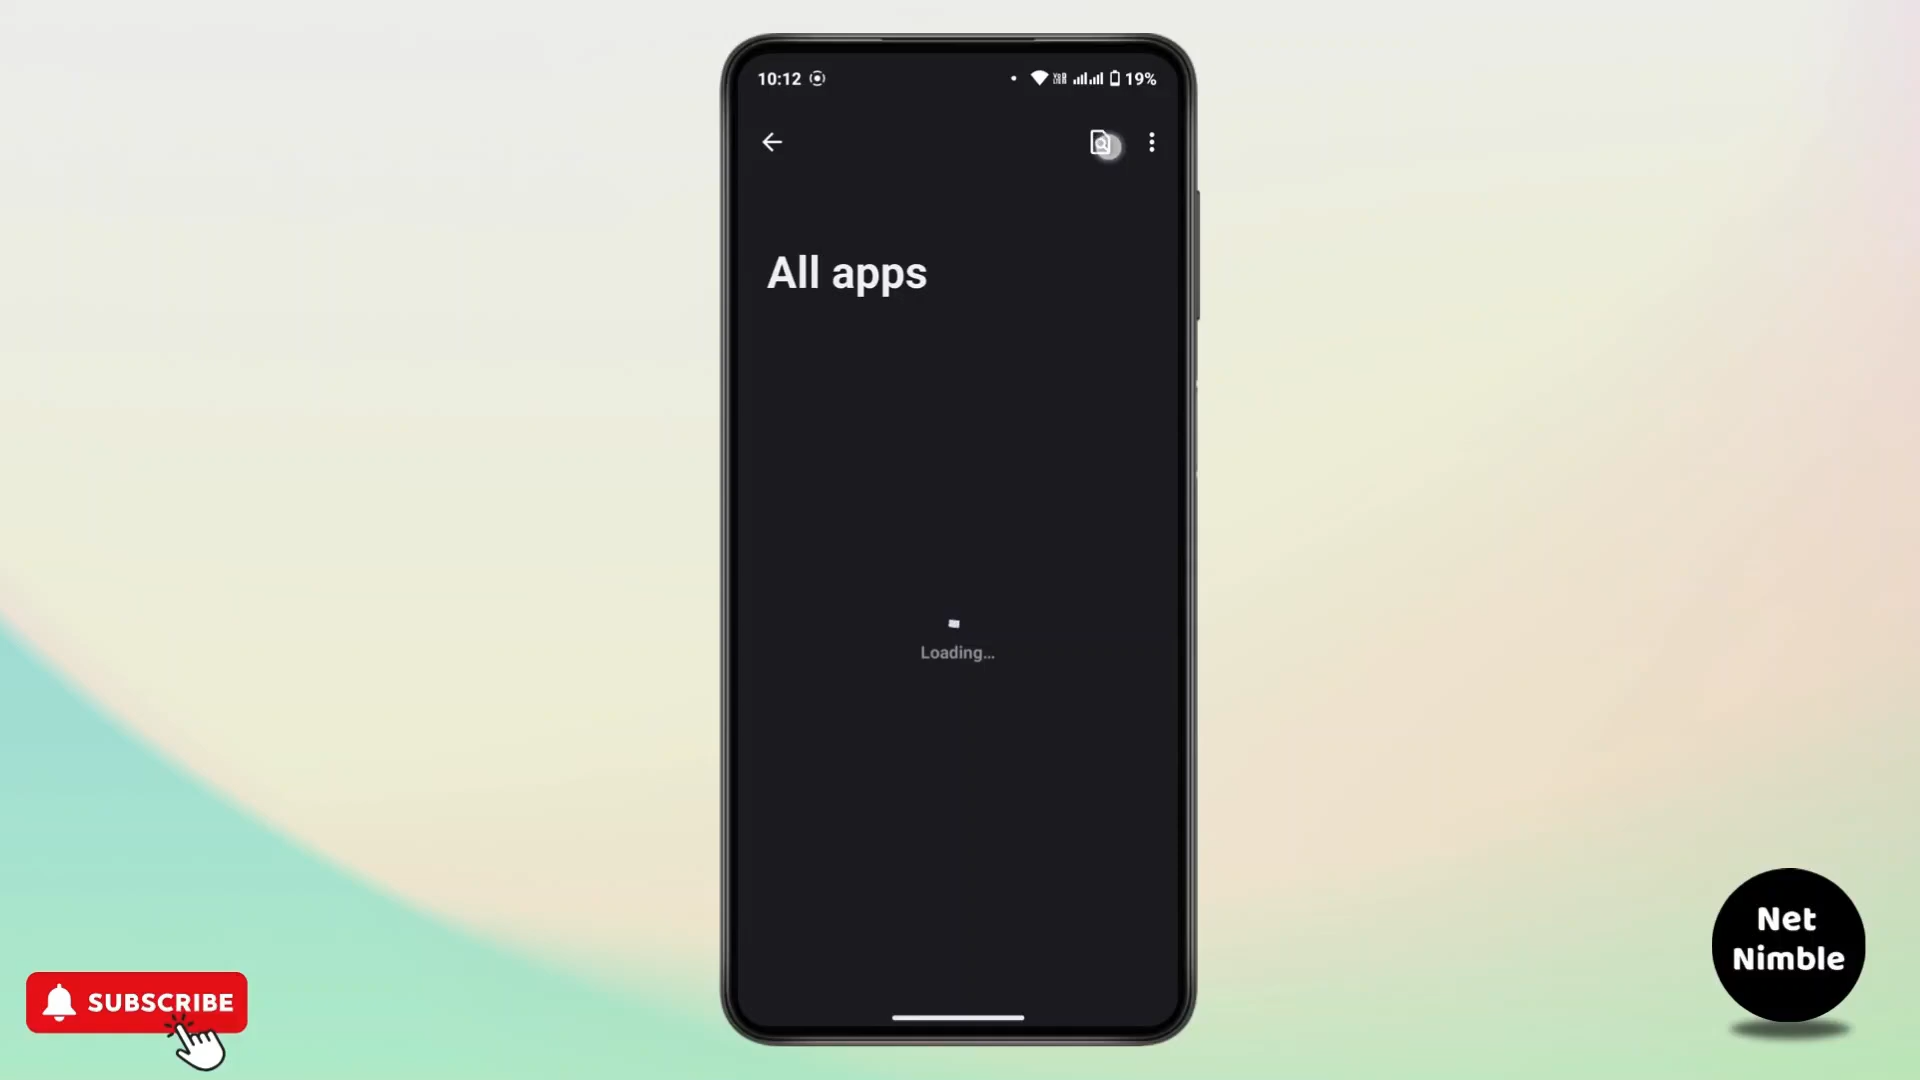 10:12
19%
All apps
Loading...
SUBSCRIBE
Net
Nimble